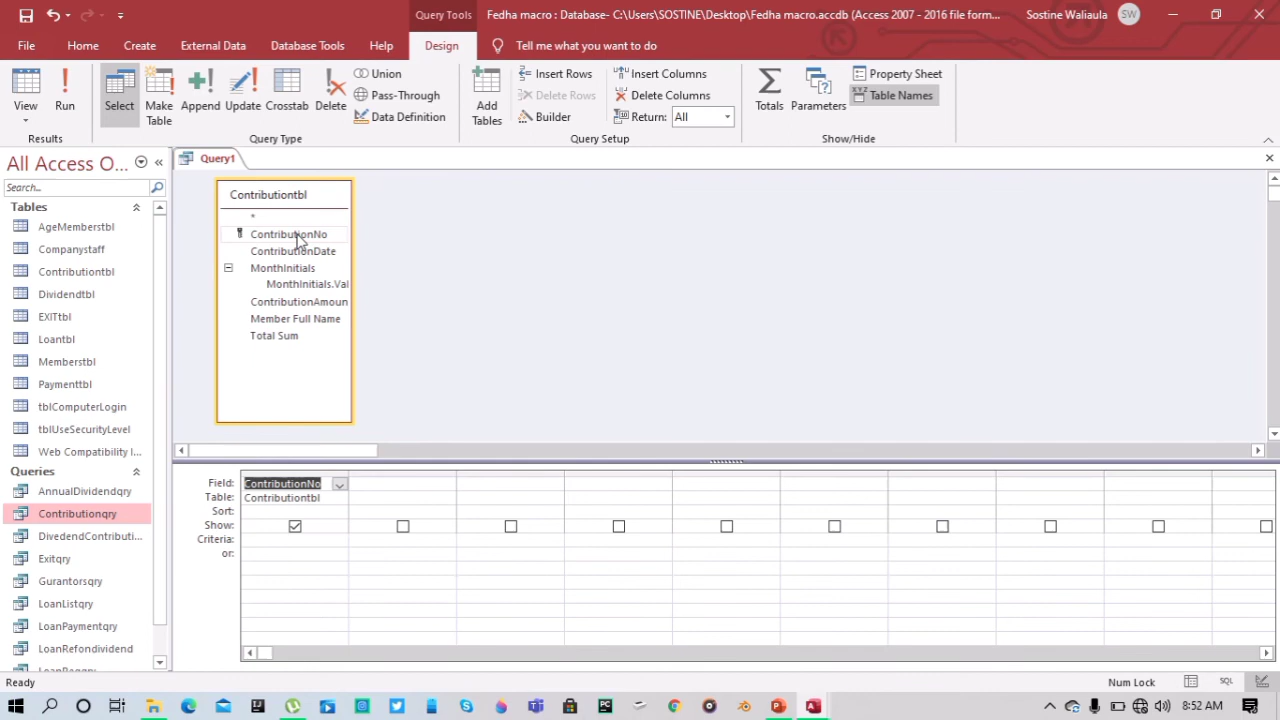 Query Tools
Fedha macro : Database- C:\Users\SOSTINE\Desktop\Fedha macro.accdb (Access 2007 - 2016 file form...
Sostine Waliaula
SW
File
Home
Create
External Data
Database Tools
Help
Design
Tell me what you want to do
View
Run
Select
Make Table
Append
Update
Crosstab
Delete
Union
Pass-Through
Data Definition
Add Tables
Insert Rows
Delete Rows
Builder
Insert Columns
Delete Columns
Return: All
Totals
Parameters
Property Sheet
XYZ Table Names
Results
Query Type
Query Setup
Show/Hide
All Access O...
Search...
Tables
AgeMemberstbl
Companystaff
Contributiontbl
Dividendtbl
EXITtbl
Loantbl
Memberstbl
Paymenttbl
tblComputerLogin
tblUseSecurityLevel
Web Compatibility I...
Queries
AnnualDividendqry
Contributionqry
DivedendContributi...
Exitqry
Gurantorsqry
LoanListqry
LoanPaymentqry
LoanRefondividend
Query1
Contributiontbl
*
ContributionNo
ContributionDate
MonthInitials
MonthInitials.Val
ContributionAmoun
Member Full Name
Total Sum
Field: ContributionNo
Table: Contributiontbl
Sort:
Show:
Criteria:
or:
Ready
Num Lock
SQL
8:52 AM